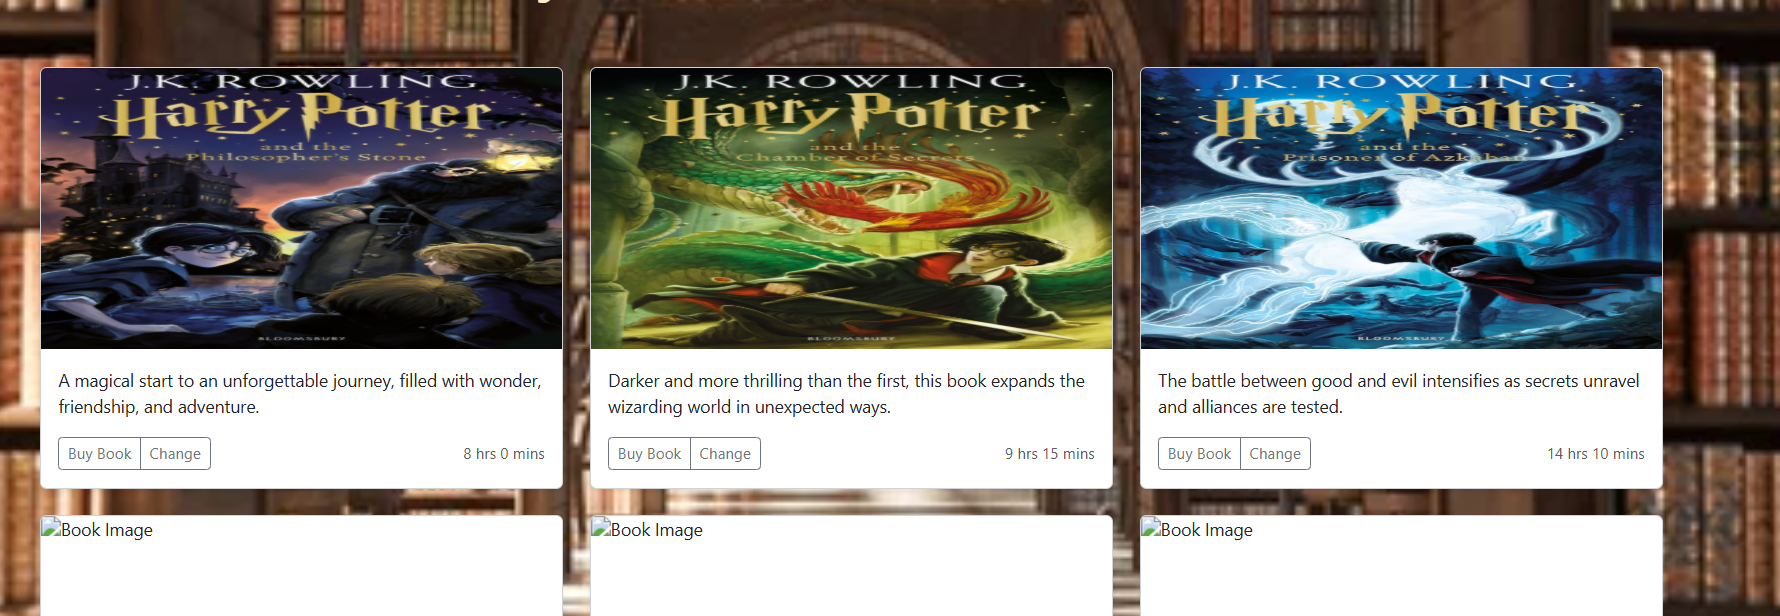 J.K. ROWLING
Harry Potter
and the
Philosopher's Stone
BLOOMSBURY
A magical start to an unforgettable journey, filled with wonder,
friendship, and adventure.
Buy Book Change 8 hrs 0 mins
J.K. ROWLING
Harry Potter
and the
Chamber of Secrets
BLOOMSBURY
Darker and more thrilling than the first, this book expands the
wizarding world in unexpected ways.
Buy Book Change 9 hrs 15 mins
J.K. ROWLING
Harry Potter
and the
Prisoner of Azkaban
BLOOMSBURY
The battle between good and evil intensifies as secrets unravel
and alliances are tested.
Buy Book Change 14 hrs 10 mins
Book Image
Book Image
Book Image